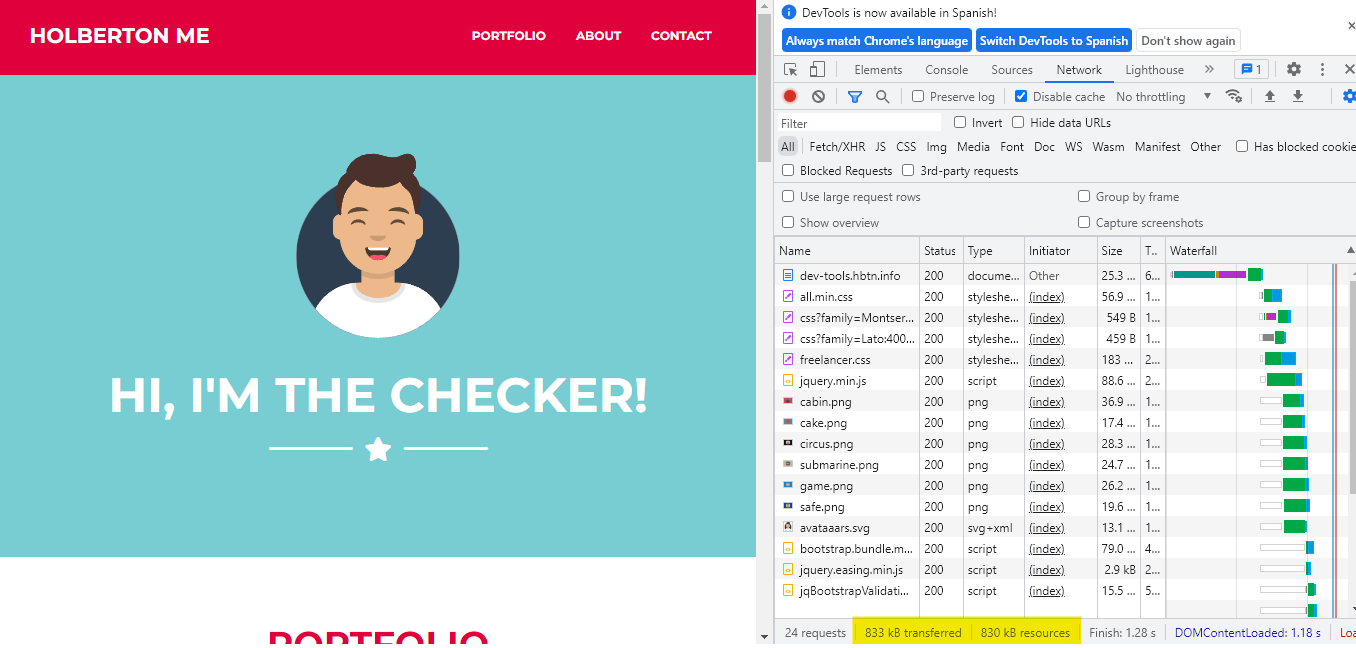 HOLBERTON ME PORTFOLIO ABOUT CONTACT
HI, I'M THE CHECKER!
PORTFOLIO
DevTools is now available in Spanish!
Always match Chrome's language Switch DevTools to Spanish Don't show again
Elements Console Sources Network Lighthouse » 1
Preserve log Disable cache No throttling
Filter Invert Hide data URLs
All Fetch/XHR JS CSS Img Media Font Doc WS Wasm Manifest Other Has blocked cookie
Blocked Requests 3rd-party requests
Use large request rows Group by frame
Show overview Capture screenshots
Name Status Type Initiator Size T.. Waterfall
dev-tools.hbtn.info 200 docume... Other 25.3 ... 6...
all.min.css 200 styleshe... (index) 56.9 ... 1...
css?family=Montser... 200 styleshe... (index) 549 B 1...
css?family=Lato:400... 200 styleshe... (index) 459 B 1...
freelancer.css 200 styleshe... (index) 183 ... 2...
jquery.min.js 200 script (index) 88.6 ... 2...
cabin.png 200 png (index) 36.9 ... 1...
cake.png 200 png (index) 17.4 ... 1...
circus.png 200 png (index) 28.3 ... 1...
submarine.png 200 png (index) 24.7 ... 1...
game.png 200 png (index) 26.2 ... 1...
safe.png 200 png (index) 19.6 ... 1...
avataaars.svg 200 svg+xml (index) 13.1 ... 1...
bootstrap.bundle.m... 200 script (index) 79.0 ... 4...
jquery.easing.min.js 200 script (index) 2.9 kB 2...
jqBootstrapValidati... 200 script (index) 15.5 ... 5...
24 requests 833 kB transferred 830 kB resources Finish: 1.28 s DOMContentLoaded: 1.18 s Loa